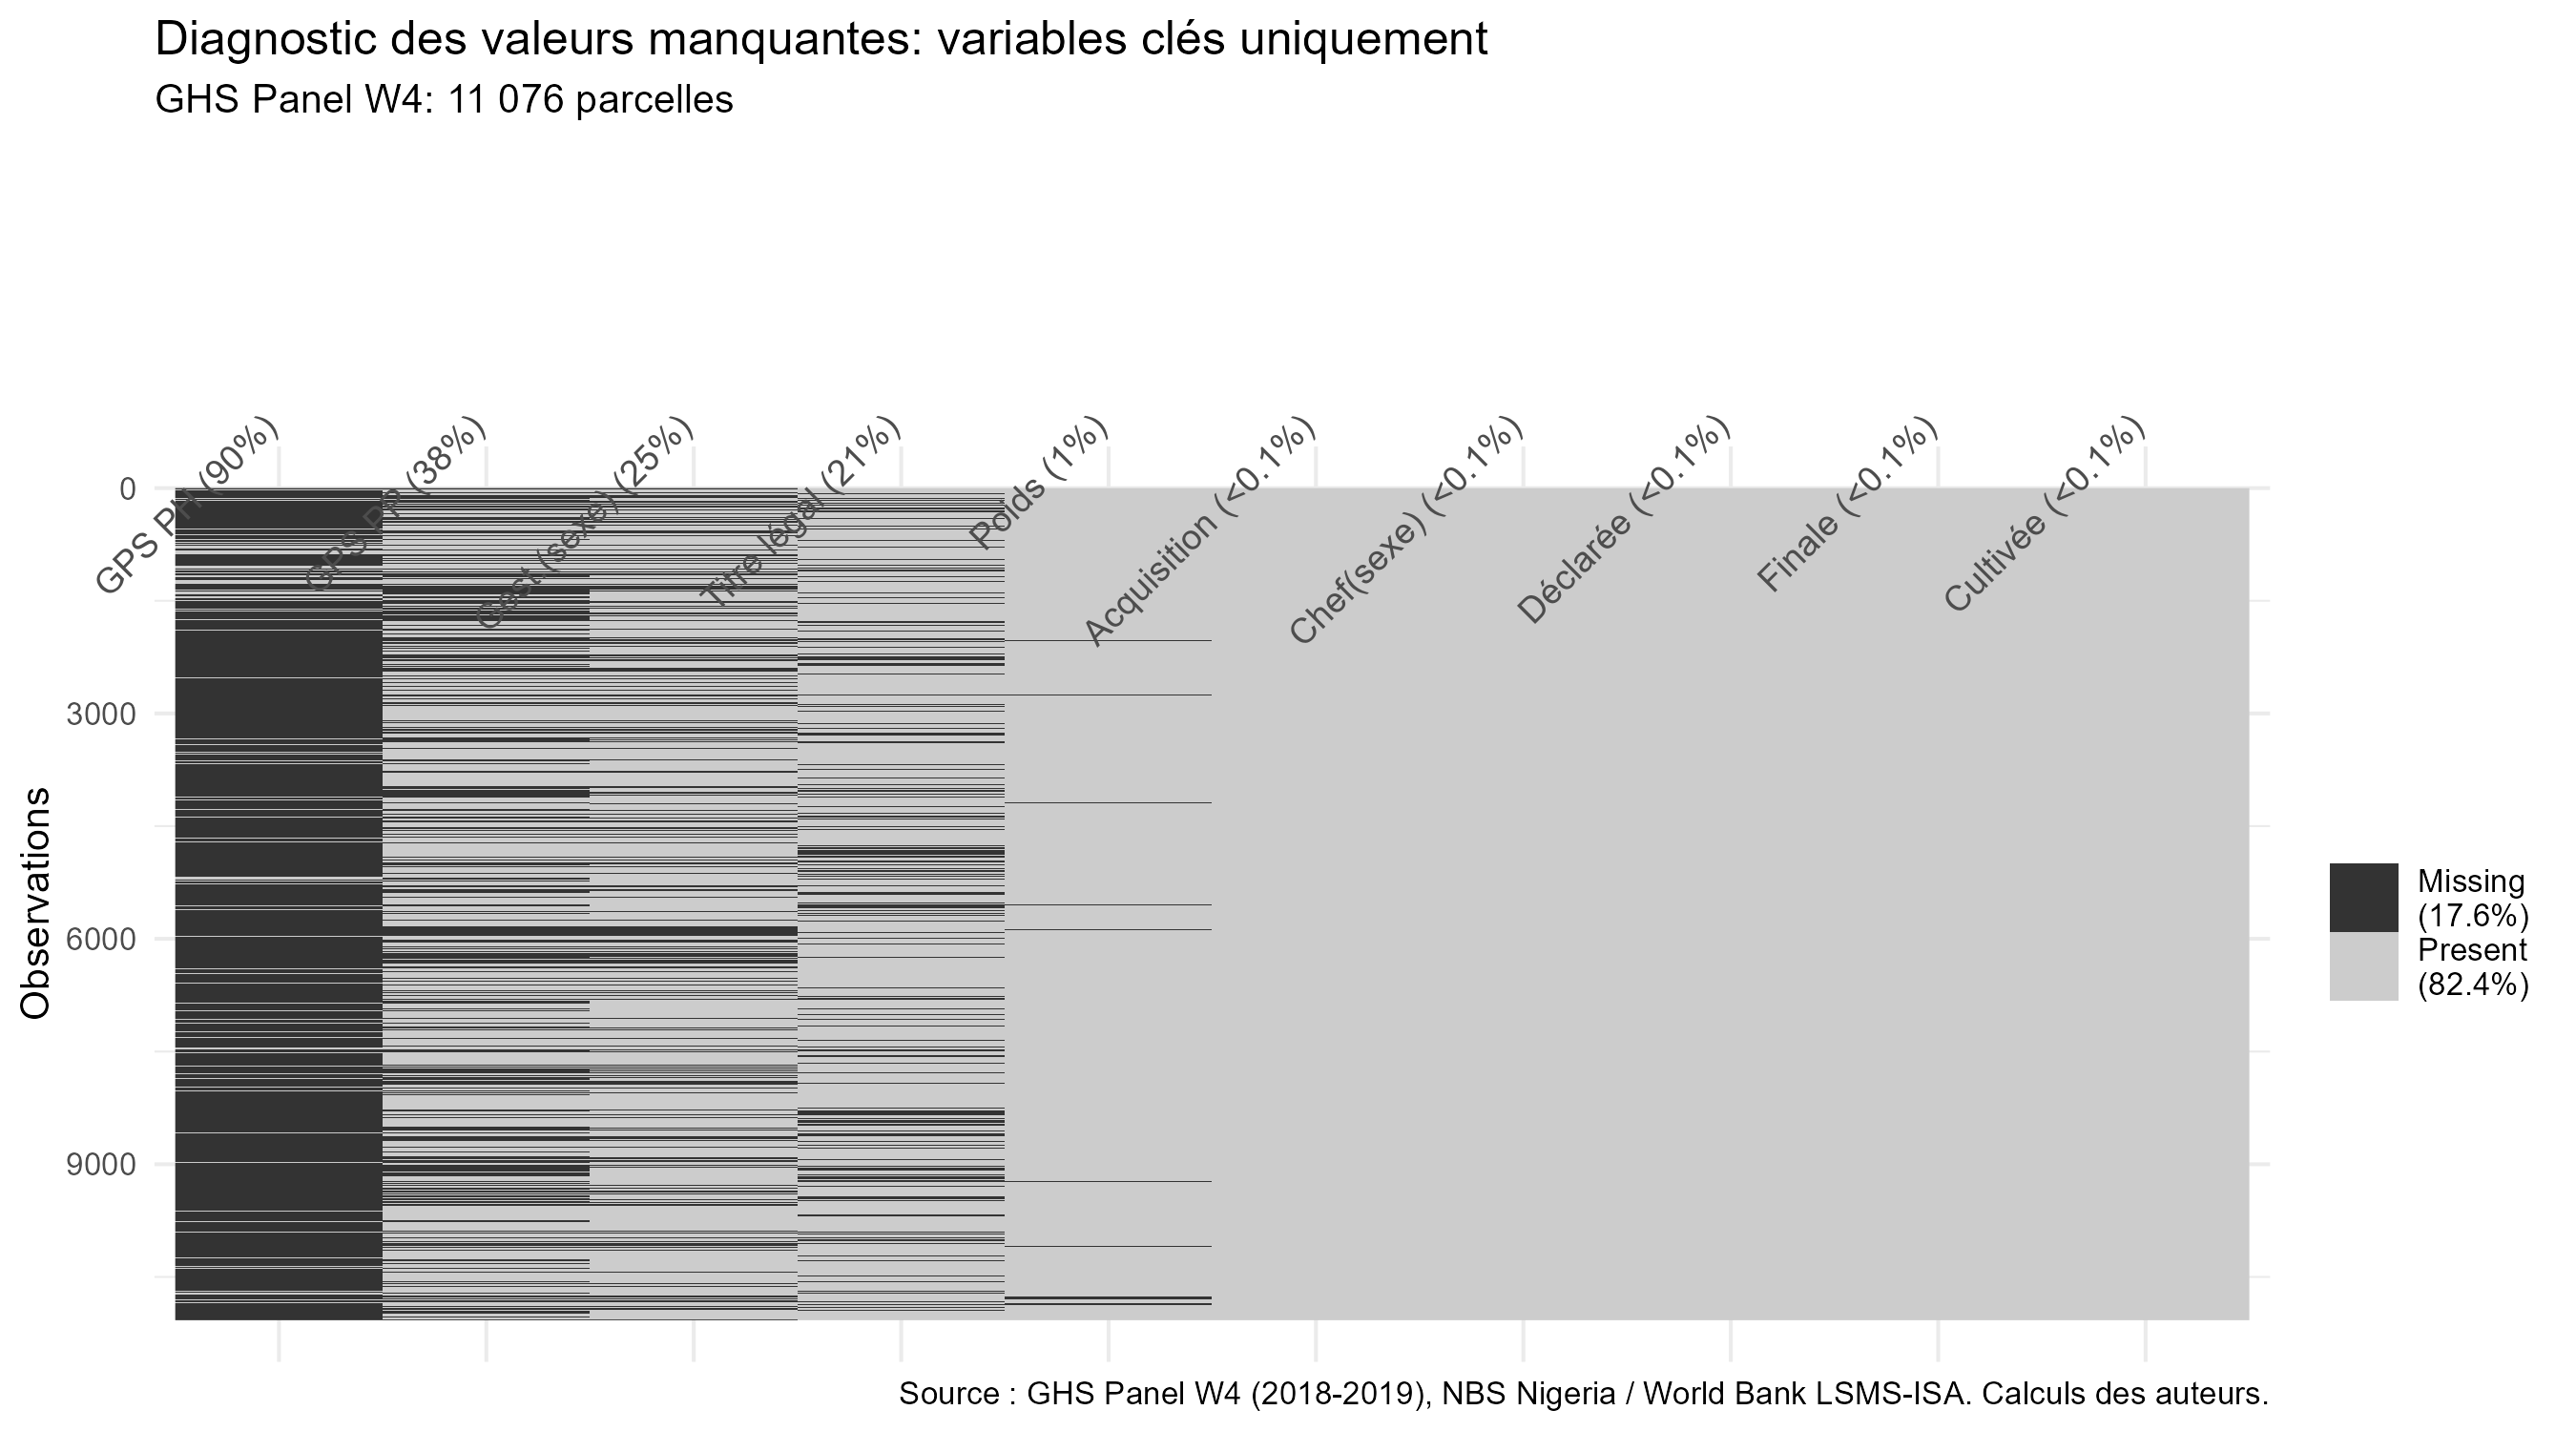 Diagnostic des valeurs manquantes: variables clés uniquement
GHS Panel W4: 11 076 parcelles
GPS PH (90%)
GPS PP (38%)
Gest.(sexe) (25%)
Titre légal (21%)
Poids (1%)
Acquisition (<0.1%)
Chef(sexe) (<0.1%)
Déclarée (<0.1%)
Finale (<0.1%)
Cultivée (<0.1%)
0
3000
6000
9000
Observations
Missing
(17.6%)
Present
(82.4%)
Source : GHS Panel W4 (2018-2019), NBS Nigeria / World Bank LSMS-ISA. Calculs des auteurs.